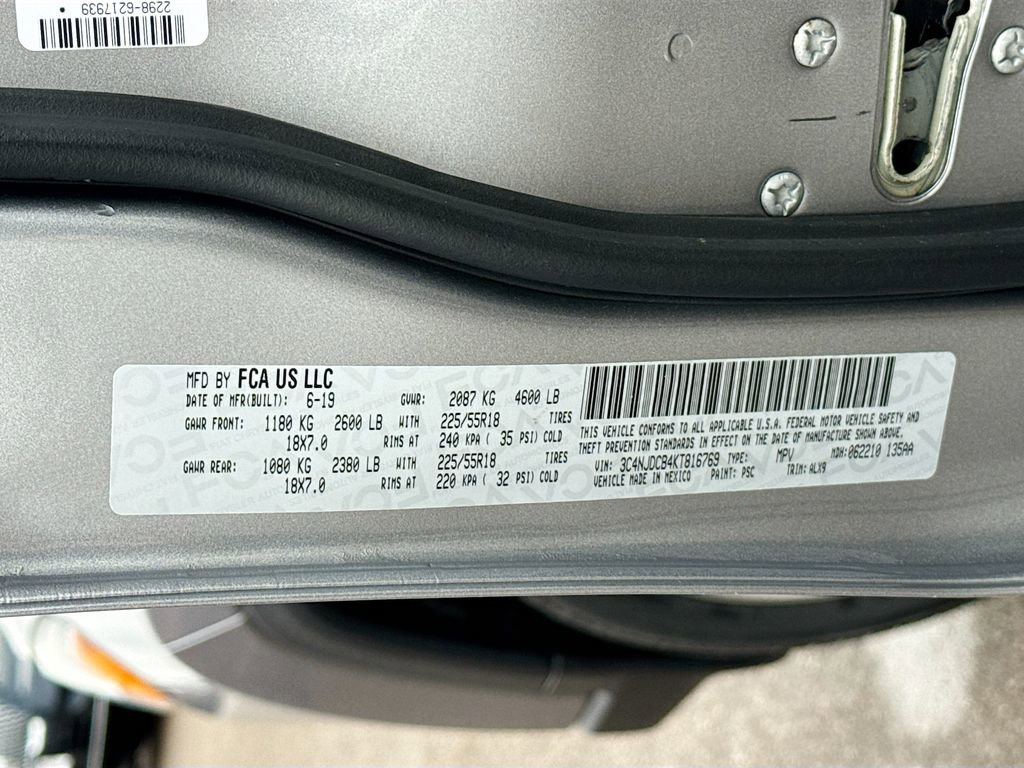 2298-6217939
MFD BY FCA US LLC
DATE OF MFR(BUILT): 6-19 GVWR: 2087 KG 4600 LB
GAWR FRONT: 1180 KG 2600 LB WITH 225/55R18 TIRES
18X7.0 RIMS AT 240 KPA ( 35 PSI) COLD
GAWR REAR: 1080 KG 2380 LB WITH 225/55R18 TIRES
18X7.0 RIMS AT 220 KPA ( 32 PSI) COLD
THIS VEHICLE CONFORMS TO ALL APPLICABLE U.S.A. FEDERAL MOTOR VEHICLE SAFETY AND
THEFT PREVENTION STANDARDS IN EFFECT ON THE DATE OF MANUFACTURE SHOWN ABOVE.
VIN: 3C4NJDCB4KT816769 TYPE: MPV MDH: 062210 135AA
VEHICLE MADE IN MEXICO PAINT: PSC TRIM: ALX9